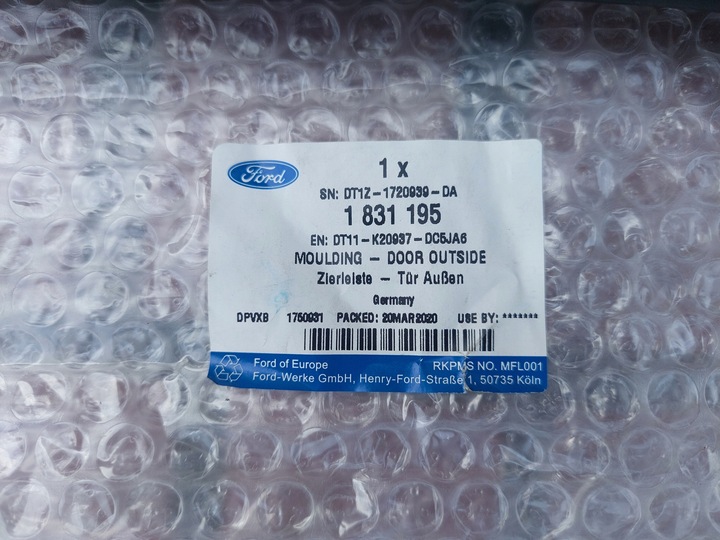 Ford
1 x
SN: DT1Z-1720939-DA
1 831 195
EN: DT11-K20937-DC5JA6
MOULDING - DOOR OUTSIDE
Zierleiste - Tür Außen
Germany
DPVXB 1750931 PACKED: 20MAR2020 USE BY: *******
Ford of Europe RKPMS NO. MFL001
Ford-Werke GmbH, Henry-Ford-Straße 1, 50735 Köln